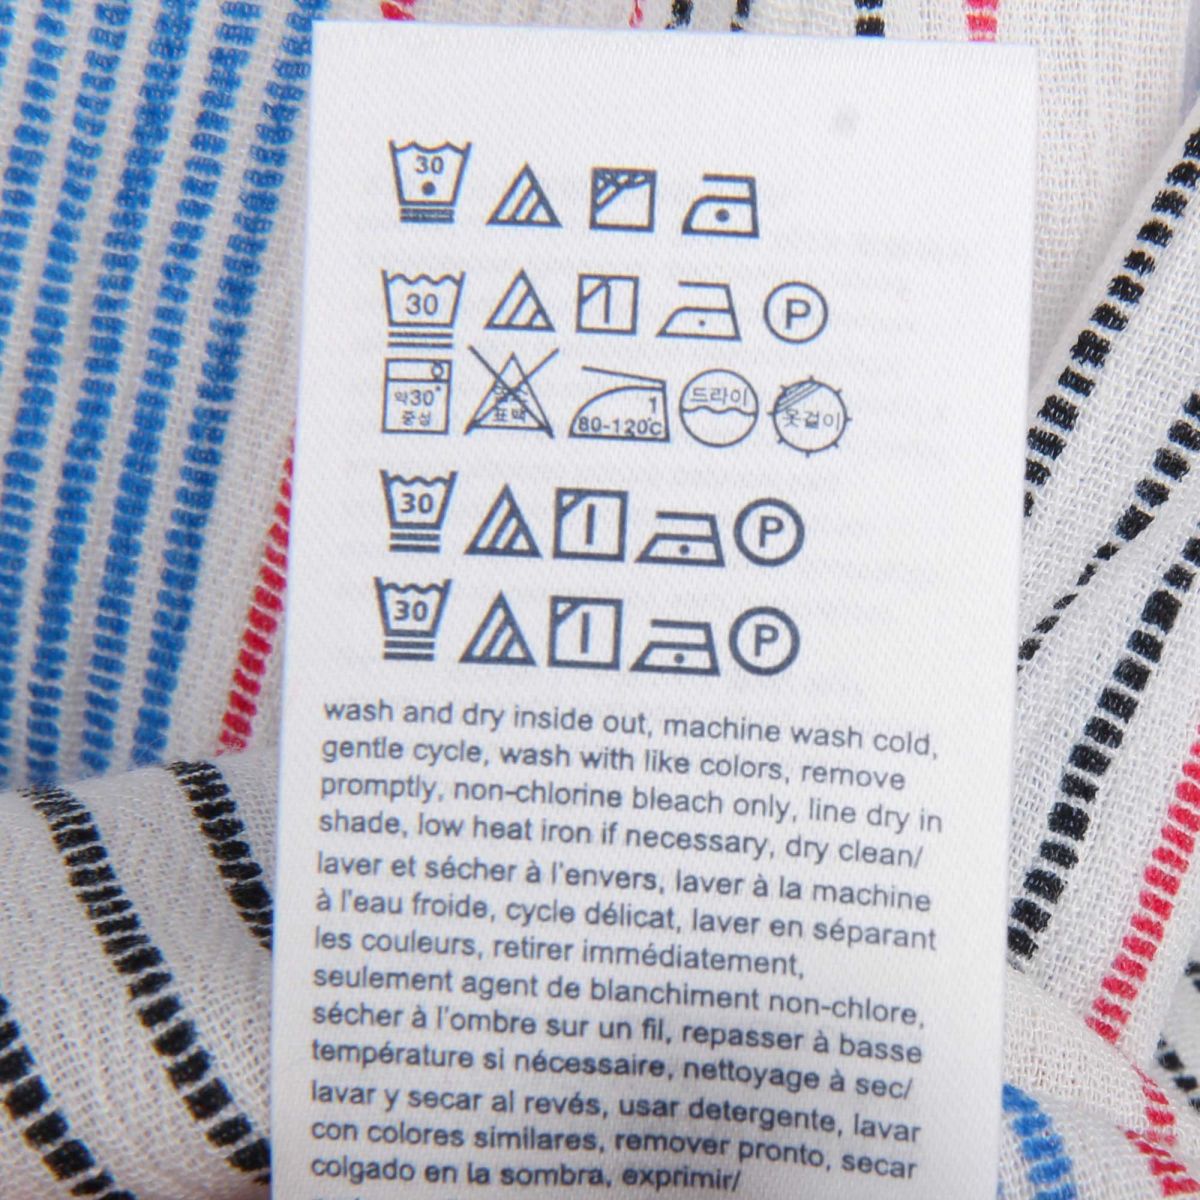 30
30 P
약30° 중성 표백 1 80-120℃ 드라이 옷걸이
30 P
30 P
wash and dry inside out, machine wash cold,
gentle cycle, wash with like colors, remove
promptly, non-chlorine bleach only, line dry in
shade, low heat iron if necessary, dry clean/
laver et sécher à l'envers, laver à la machine
à l'eau froide, cycle délicat, laver en séparant
les couleurs, retirer immédiatement,
seulement agent de blanchiment non-chlore,
sécher à l'ombre sur un fil, repasser à basse
température si nécessaire, nettoyage à sec/
lavar y secar al revés, usar detergente, lavar
con colores similares, remover pronto, secar
colgado en la sombra, exprimir/